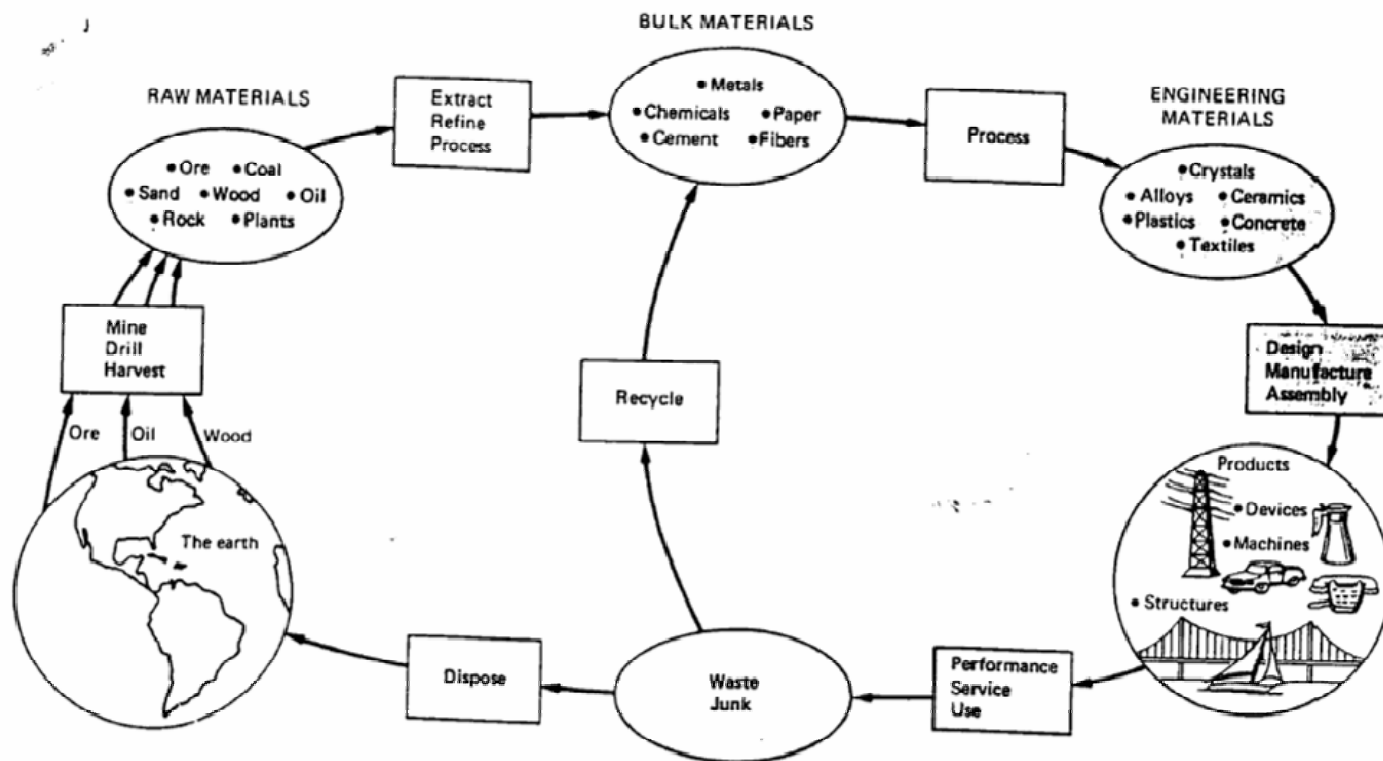 BULK MATERIALS
RAW MATERIALS
ENGINEERING
MATERIALS
• Ore • Coal
• Sand • Wood • Oil
• Rock • Plants
Extract
Refine
Process
• Metals
• Chemicals • Paper
• Cement • Fibers
Process
• Crystals
• Alloys • Ceramics
• Plastics • Concrete
• Textiles
Mine
Drill
Harvest
Ore Oil Wood
The earth
Recycle
Design
Manufacture
Assembly
Products
• Devices
• Machines
• Structures
Dispose
Waste
Junk
Performance
Service
Use